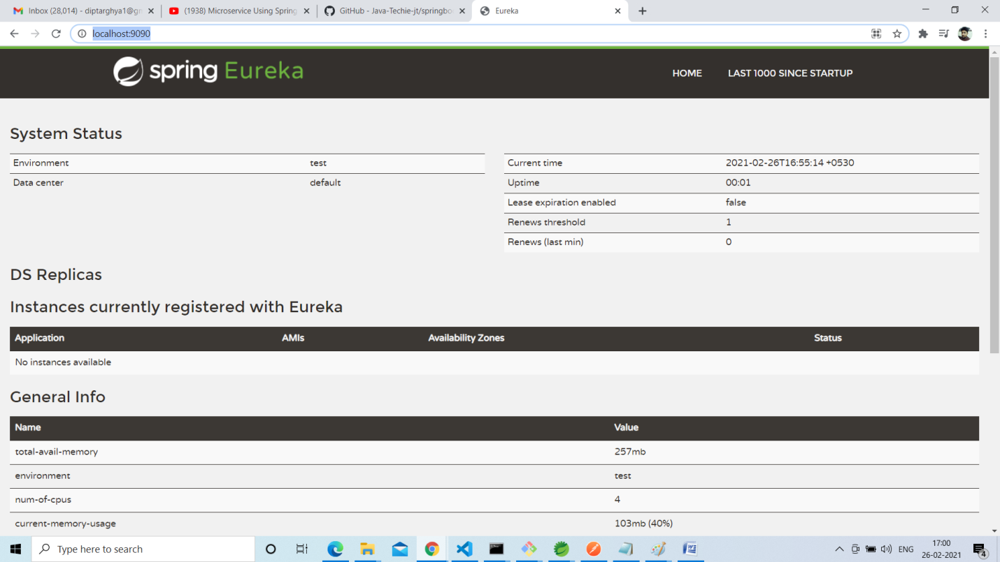 Inbox (28,014) - diptarghya1@gm
(1938) Microservice Using Spring
GitHub - Java-Techie-jt/springbo
Eureka
localhost:9090
spring Eureka
HOME
LAST 1000 SINCE STARTUP
System Status
Environment test
Data center default
Current time 2021-02-26T16:55:14 +0530
Uptime 00:01
Lease expiration enabled false
Renews threshold 1
Renews (last min) 0
DS Replicas
Instances currently registered with Eureka
Application AMIs Availability Zones Status
No instances available
General Info
Name Value
total-avail-memory 257mb
environment test
num-of-cpus 4
current-memory-usage 103mb (40%)
Type here to search
ENG
17:00
26-02-2021
4